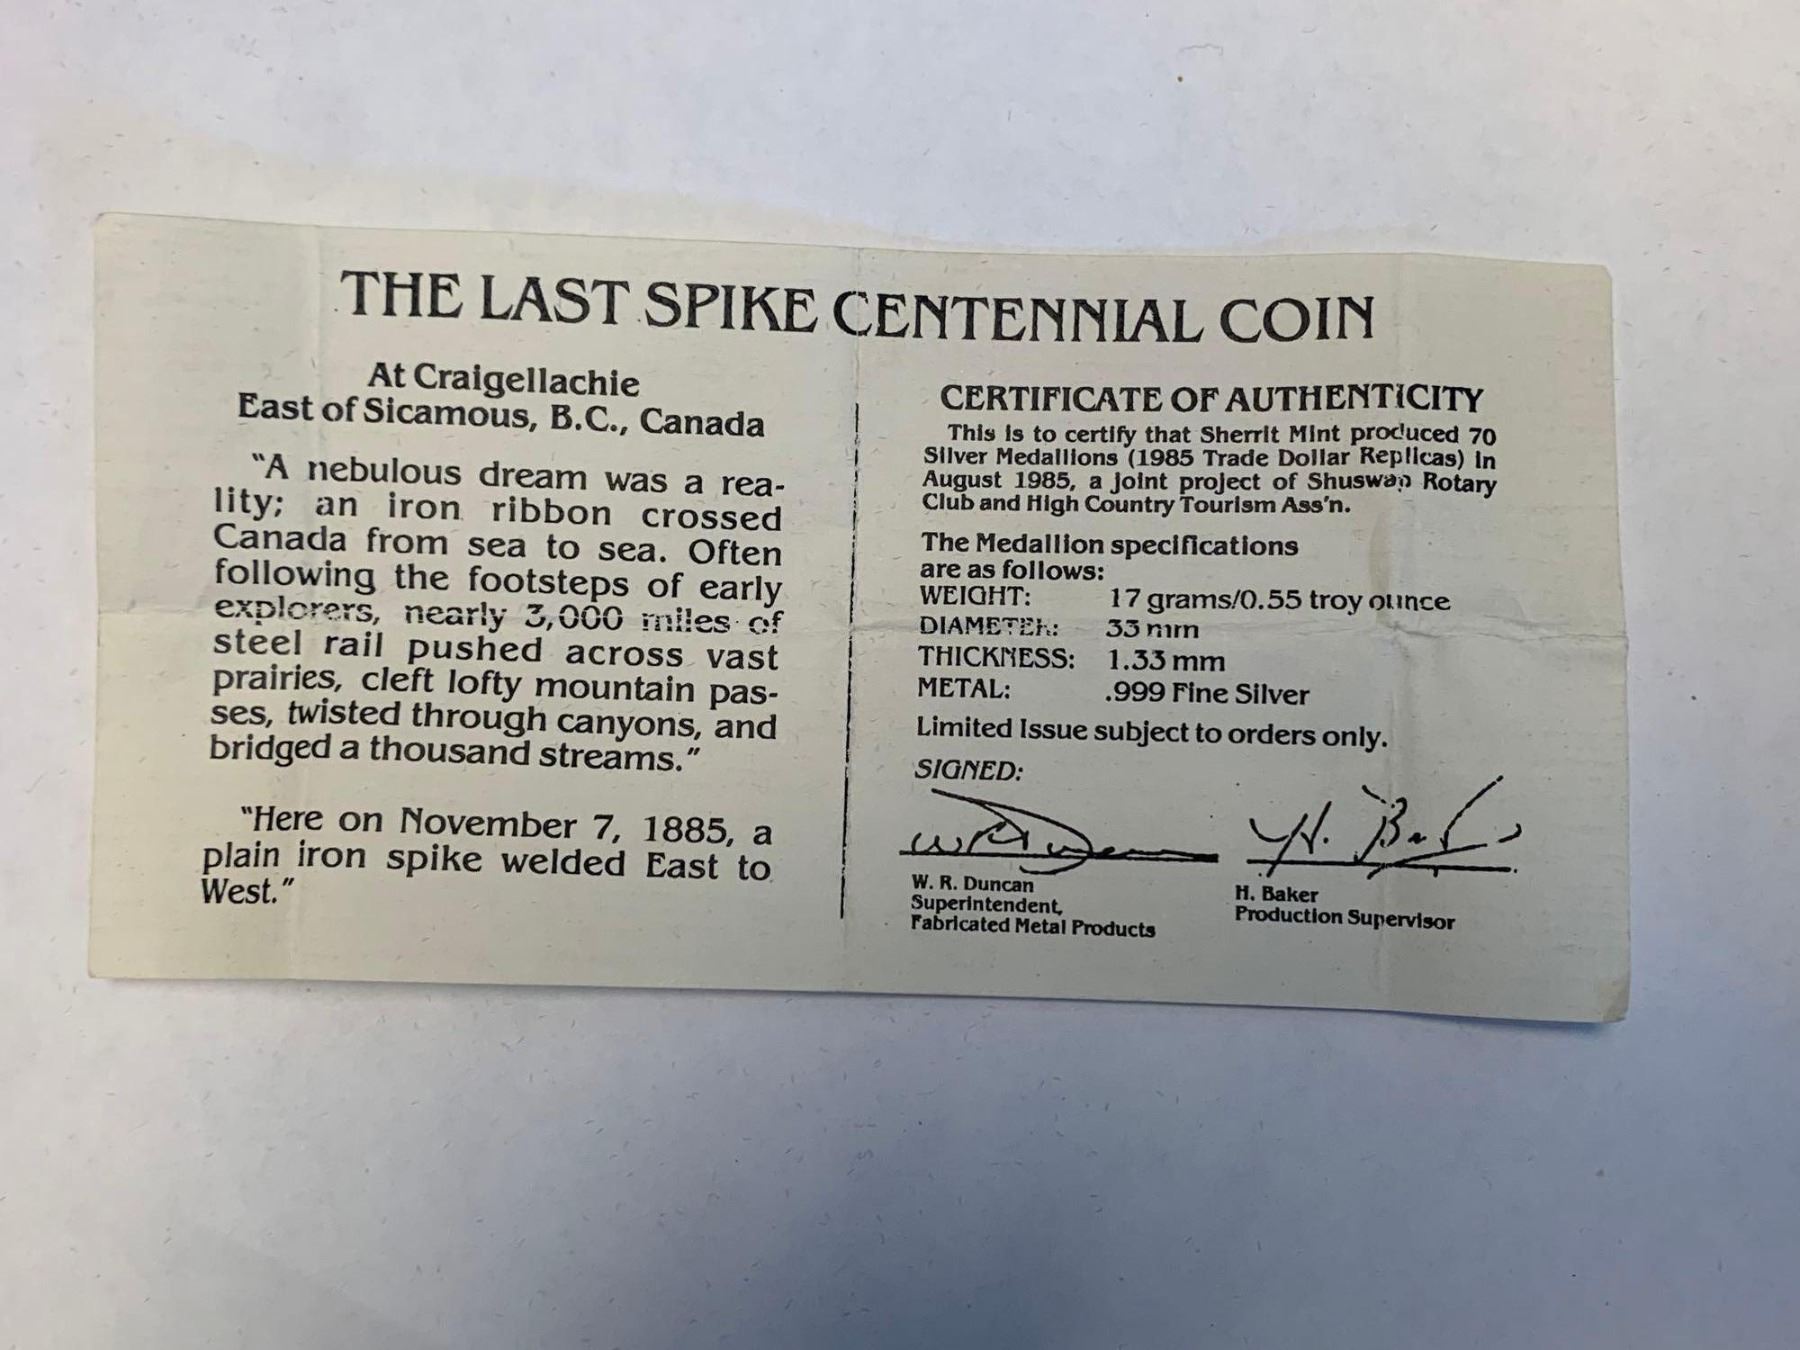 THE LAST SPIKE CENTENNIAL COIN
At Craigellachie
East of Sicamous, B.C., Canada
"A nebulous dream was a rea-
lity; an iron ribbon crossed
Canada from sea to sea. Often
following the footsteps of early
explorers, nearly 3,000 miles of
steel rail pushed across vast
prairies, cleft lofty mountain pas-
ses, twisted through canyons, and
bridged a thousand streams."
"Here on November 7, 1885, a
plain iron spike welded East to
West."
CERTIFICATE OF AUTHENTICITY
This is to certify that Sherrit Mint produced 70
Silver Medallions (1985 Trade Dollar Replicas) in
August 1985, a joint project of Shuswap Rotary
Club and High Country Tourism Ass'n.
The Medallion specifications
are as follows:
WEIGHT: 17 grams/0.55 troy ounce
DIAMETER: 33 mm
THICKNESS: 1.33 mm
METAL: .999 Fine Silver
Limited Issue subject to orders only.
SIGNED:
W R Duncan H. Baker
W. R. Duncan
Superintendent,
Fabricated Metal Products
H. Baker
Production Supervisor